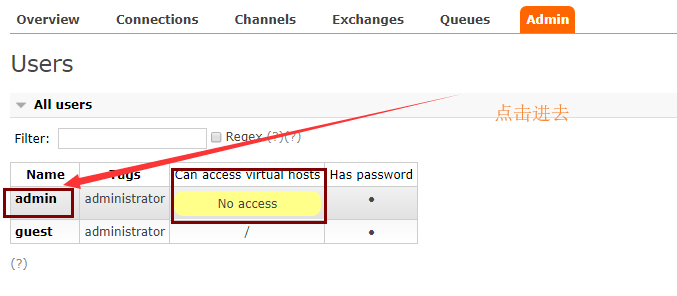 Overview Connections Channels Exchanges Queues Admin
Users
All users
点击进去
Filter: Regex (?)(?)
Name Tags Can access virtual hosts Has password
admin administrator No access •
guest administrator / •
(?)